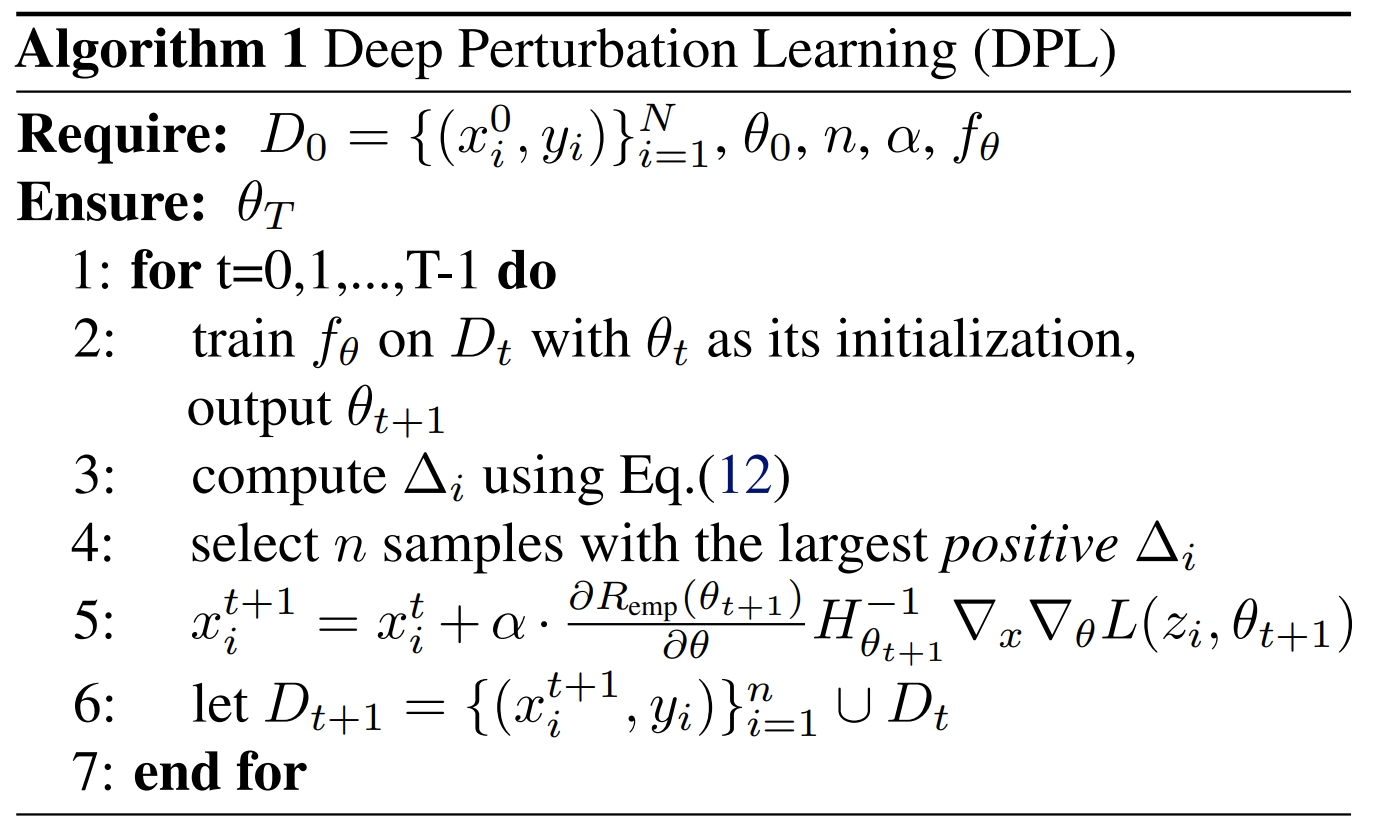 Algorithm 1 Deep Perturbation Learning (DPL)
Require: $D_0 = \{(x_i^0, y_i)\}_{i=1}^N$, $\theta_0$, $n$, $\alpha$, $f_\theta$
Ensure: $\theta_T$
1: for t=0,1,...,T-1 do
2: train $f_\theta$ on $D_t$ with $\theta_t$ as its initialization,
output $\theta_{t+1}$
3: compute $\Delta_i$ using Eq.(12)
4: select $n$ samples with the largest positive $\Delta_i$
5: $x_i^{t+1} = x_i^t + \alpha \cdot \frac{\partial R_{\text{emp}}(\theta_{t+1})}{\partial \theta} H_{\theta_{t+1}}^{-1} \nabla_x \nabla_\theta L(z_i, \theta_{t+1})$
6: let $D_{t+1} = \{(x_i^{t+1}, y_i)\}_{i=1}^n \cup D_t$
7: end for